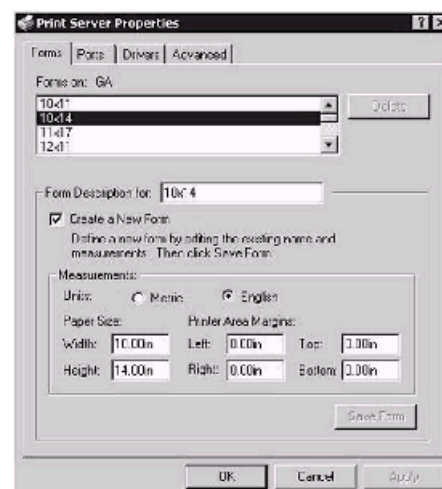 Print Server Properties
Forms Ports Drivers Advanced
Forms on: GA
10x11
10x14
11x17
12x11
Delete
Form Description for: 10x14
Create a New Form
Define a new form by editing the existing name and
measurements. Then click Save Form.
Measurements:
Units: Metric English
Paper Size: Printer Area Margins:
Width: 10.00in Left: 0.00in Top: 0.00in
Height: 14.00in Right: 0.00in Bottom: 0.00in
Save Form
OK Cancel Apply